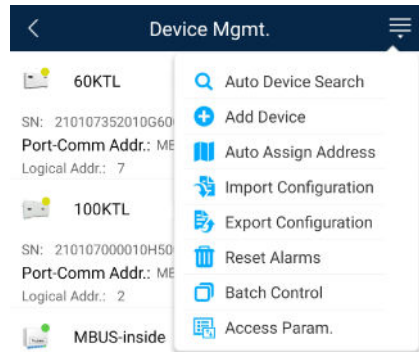 Device Mgmt.
60KTL
SN: 210107352010G60
Port-Comm Addr.:
Logical Addr.: 7
100KTL
SN: 210107000010H50
Port-Comm Addr.:
Logical Addr.: 2
MBUS-inside
Auto Device Search
Add Device
Auto Assign Address
Import Configuration
Export Configuration
Reset Alarms
Batch Control
Access Param.